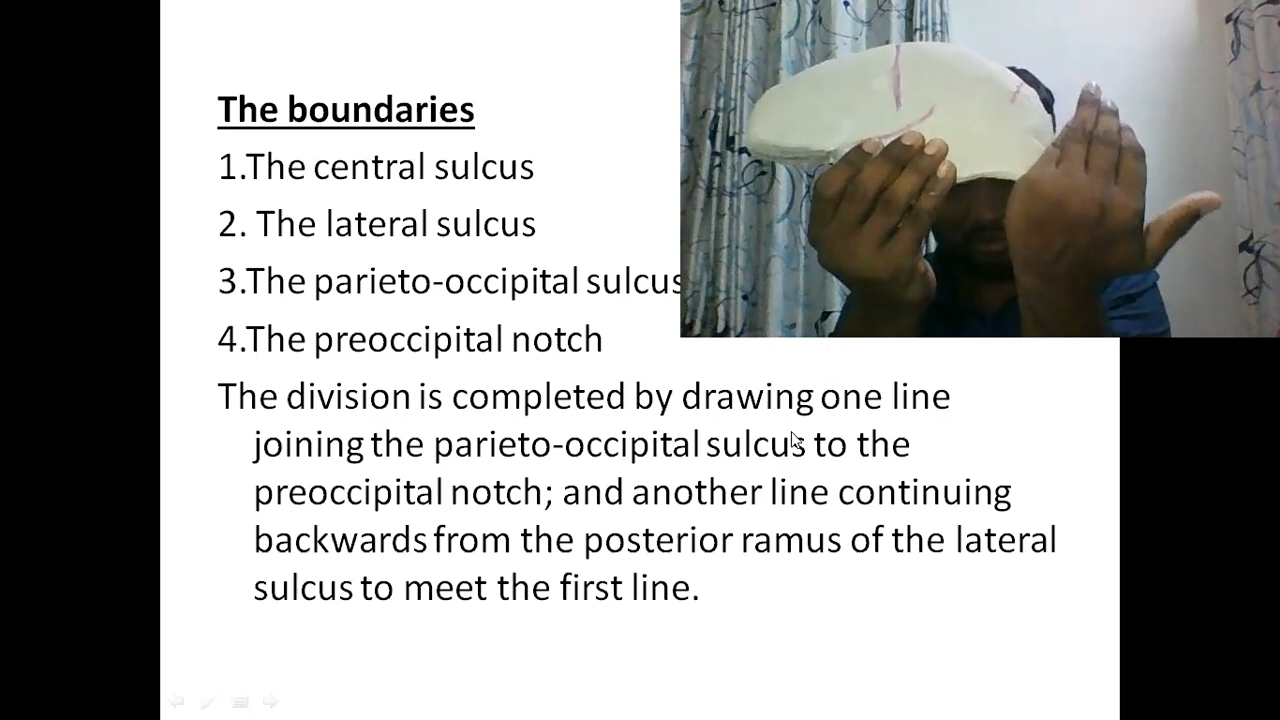 The boundaries
1.The central sulcus
2. The lateral sulcus
3.The parieto-occipital sulcus
4.The preoccipital notch
The division is completed by drawing one line
joining the parieto-occipital sulcus to the
preoccipital notch; and another line continuing
backwards from the posterior ramus of the lateral
sulcus to meet the first line.